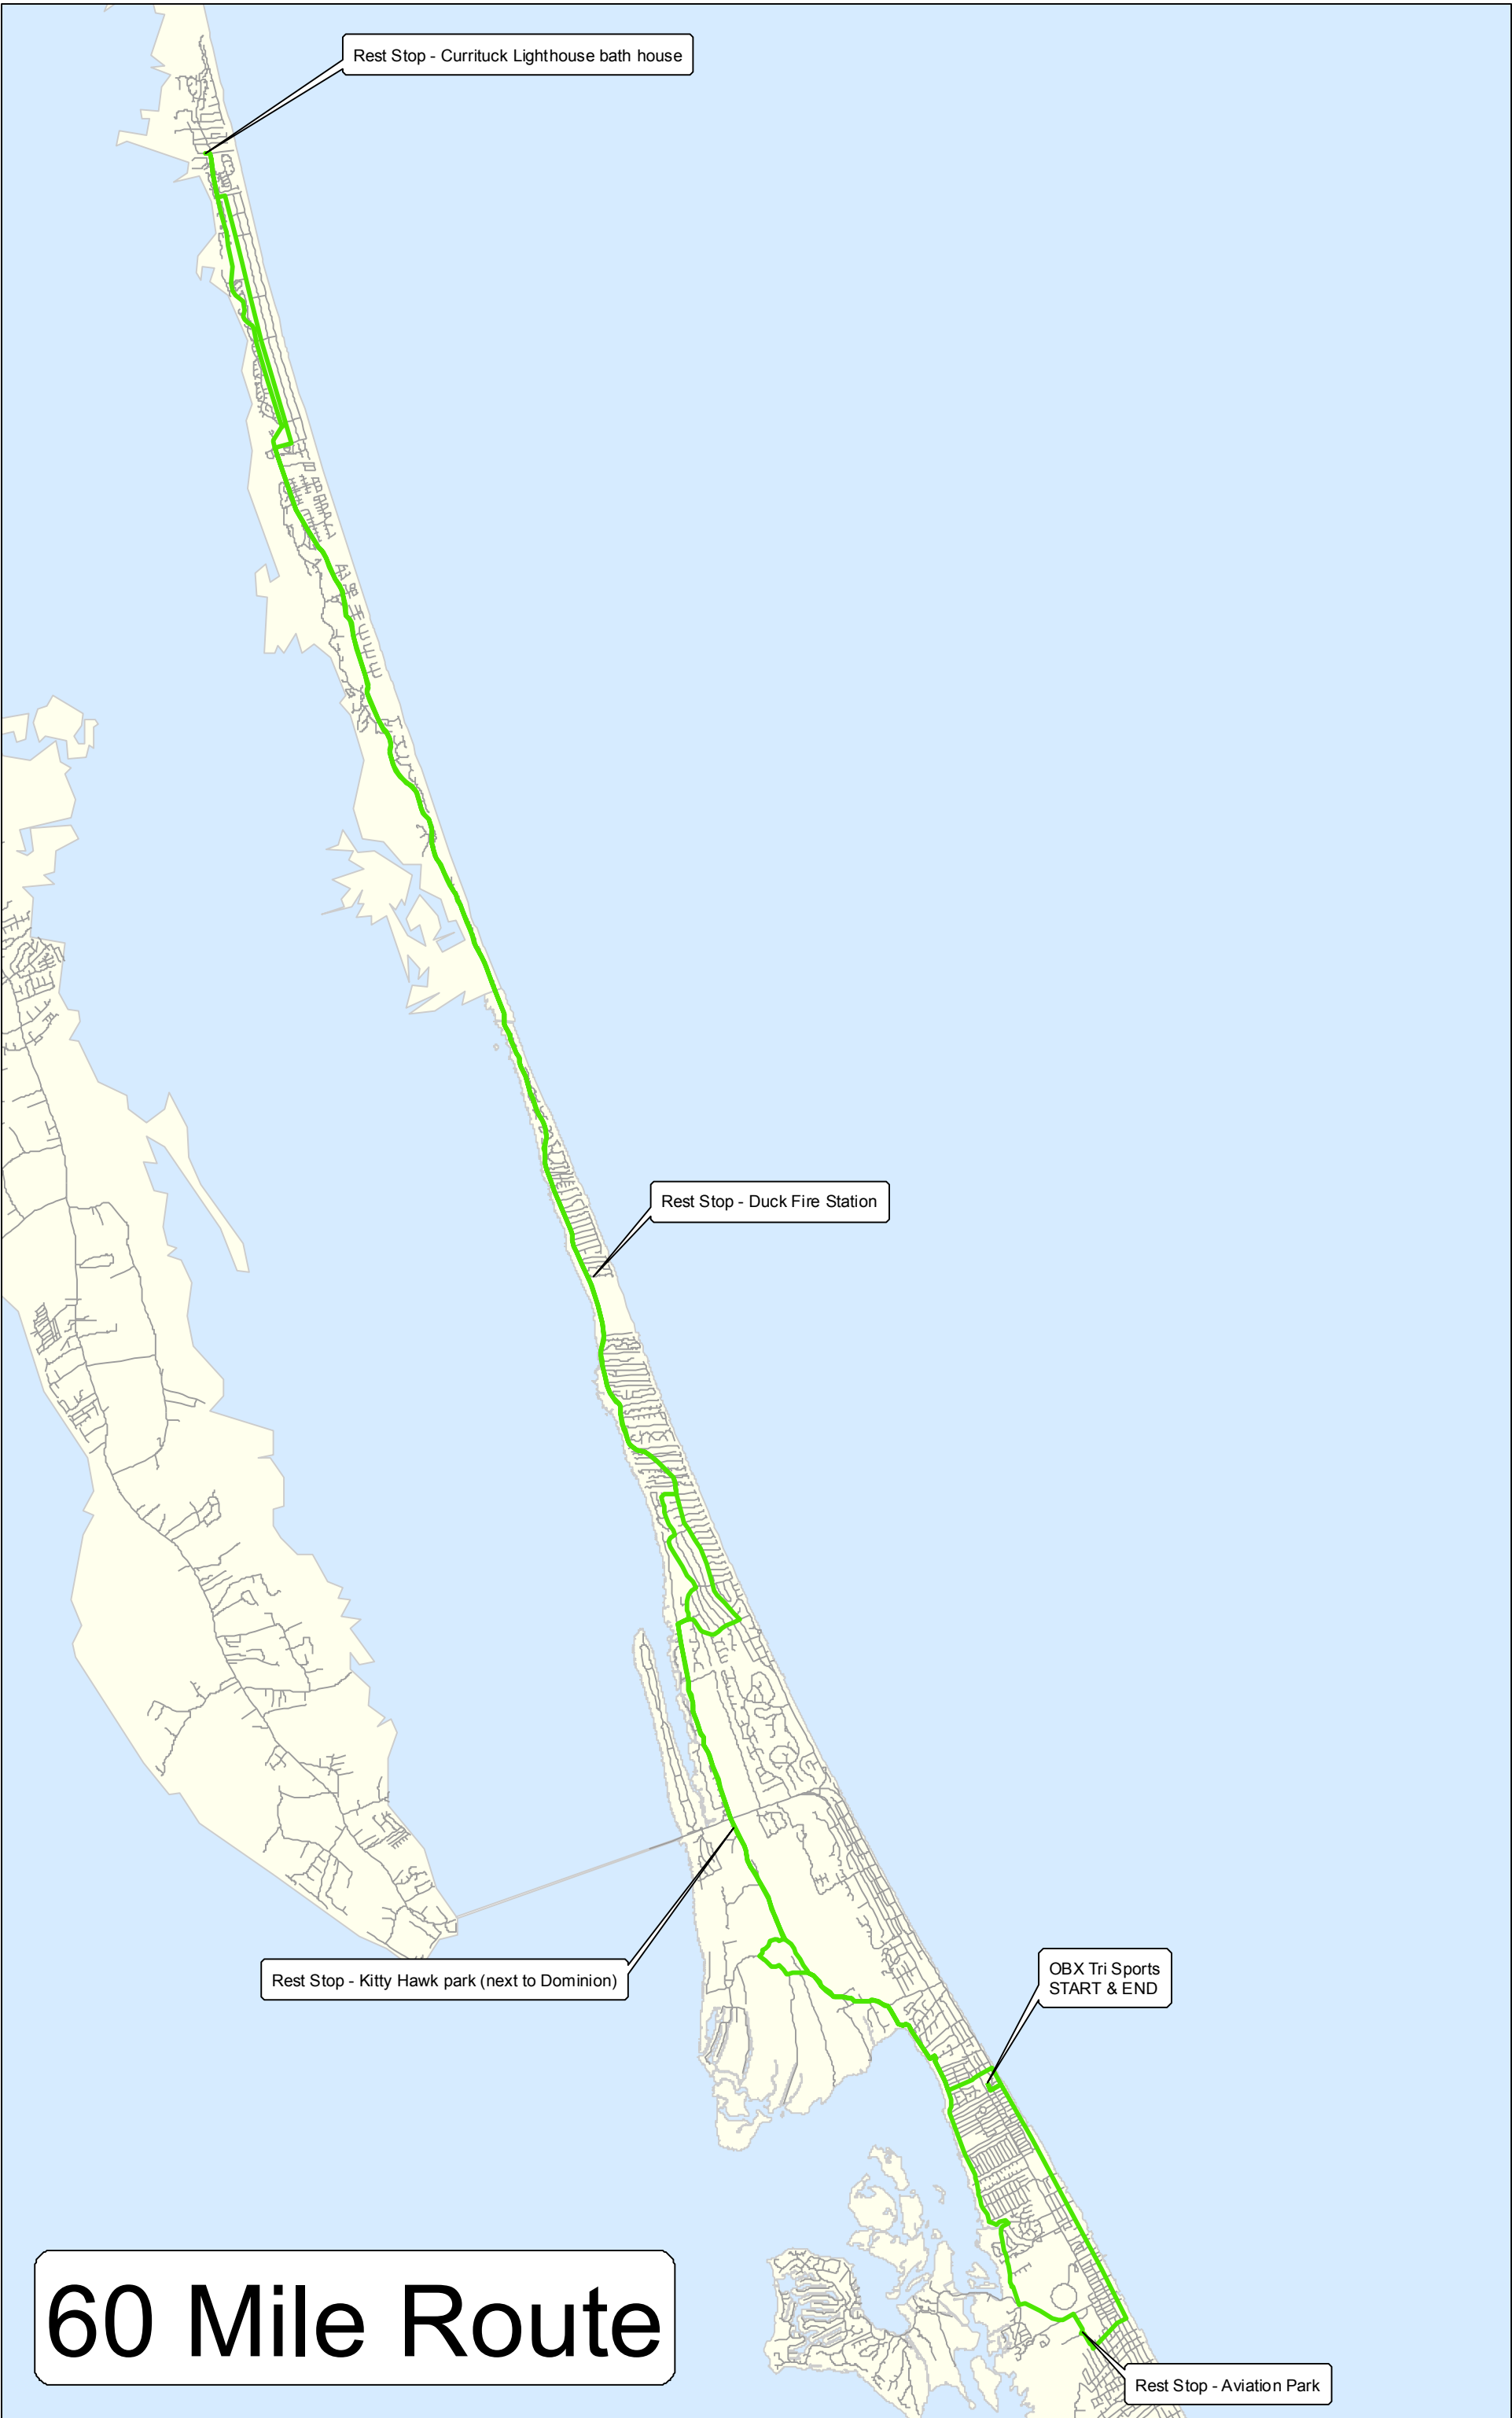 Rest Stop - Currituck Lighthouse bath house
Rest Stop - Duck Fire Station
Rest Stop - Kitty Hawk park (next to Dominion)
OBX Tri Sports
START & END
60 Mile Route
Rest Stop - Aviation Park